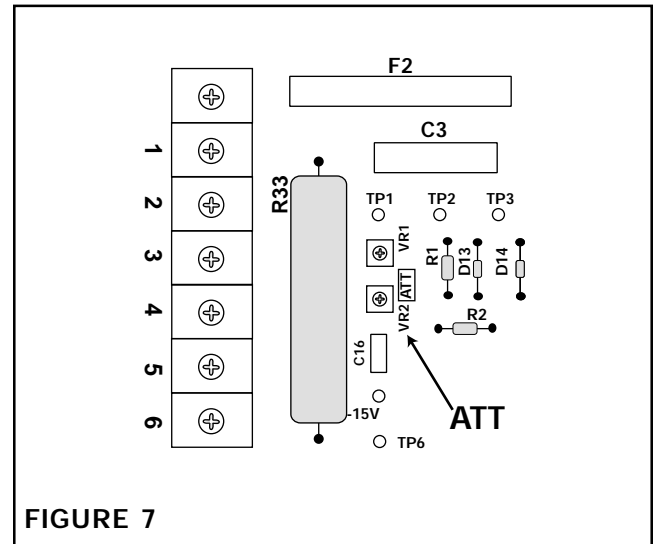 F2
C3
1
2
3
4
5
6
R33
TP1 TP2 TP3
VR1
ATT
VR2
R1
D13
D14
R2
C16
-15V
TP6
ATT
FIGURE 7